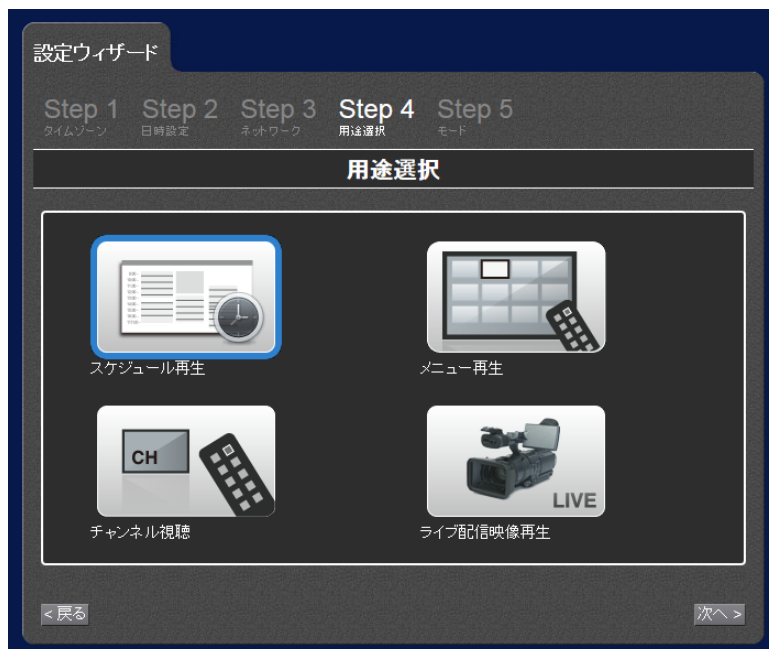 設定ウィザード
Step 1 Step 2 Step 3 Step 4 Step 5
タイムゾーン 日時設定 ネットワーク 用途選択 モード
用途選択
スケジュール再生 メニュー再生
CH
LIVE
チャンネル視聴 ライブ配信映像再生
< 戻る 次へ >